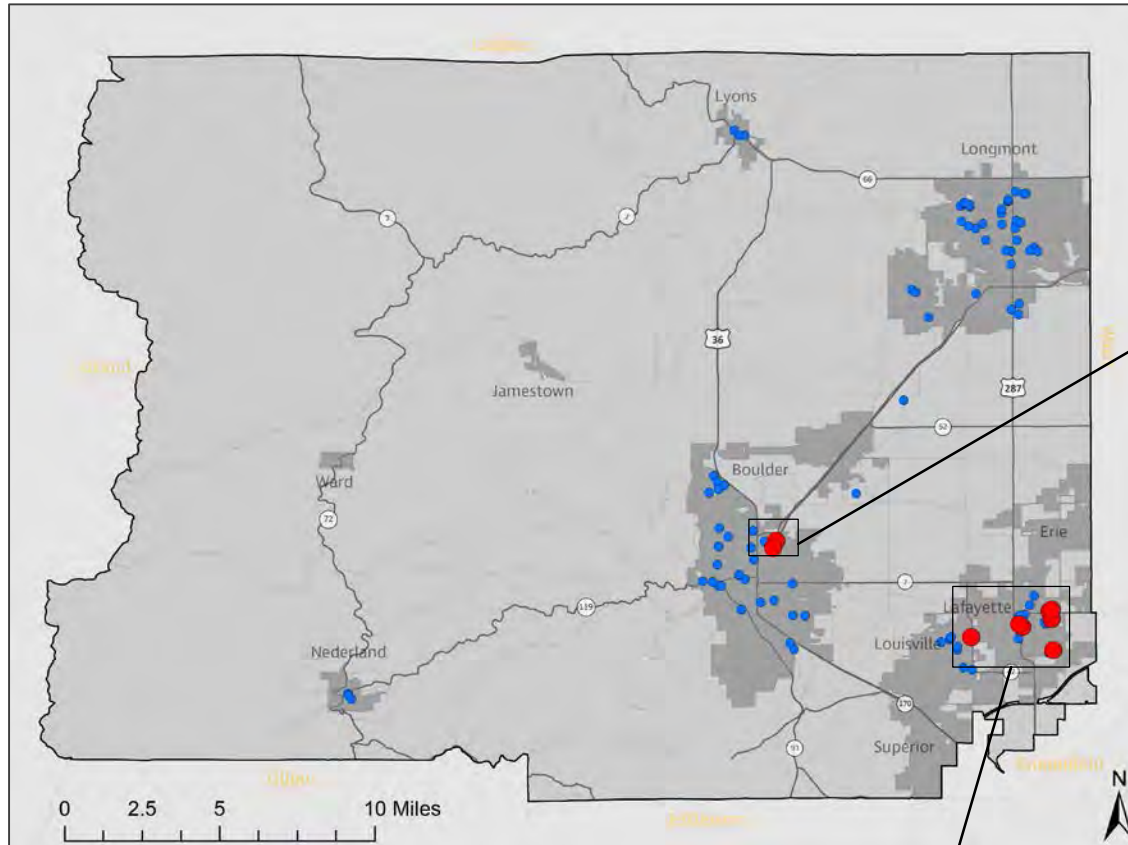 Lyons
Longmont
66
7
7
36
Jamestown
287
52
Boulder
Ward
72
Erie
7
119
Lafayette
Louisville
Nederland
170
Superior
93
N
0 2.5 5 10 Miles